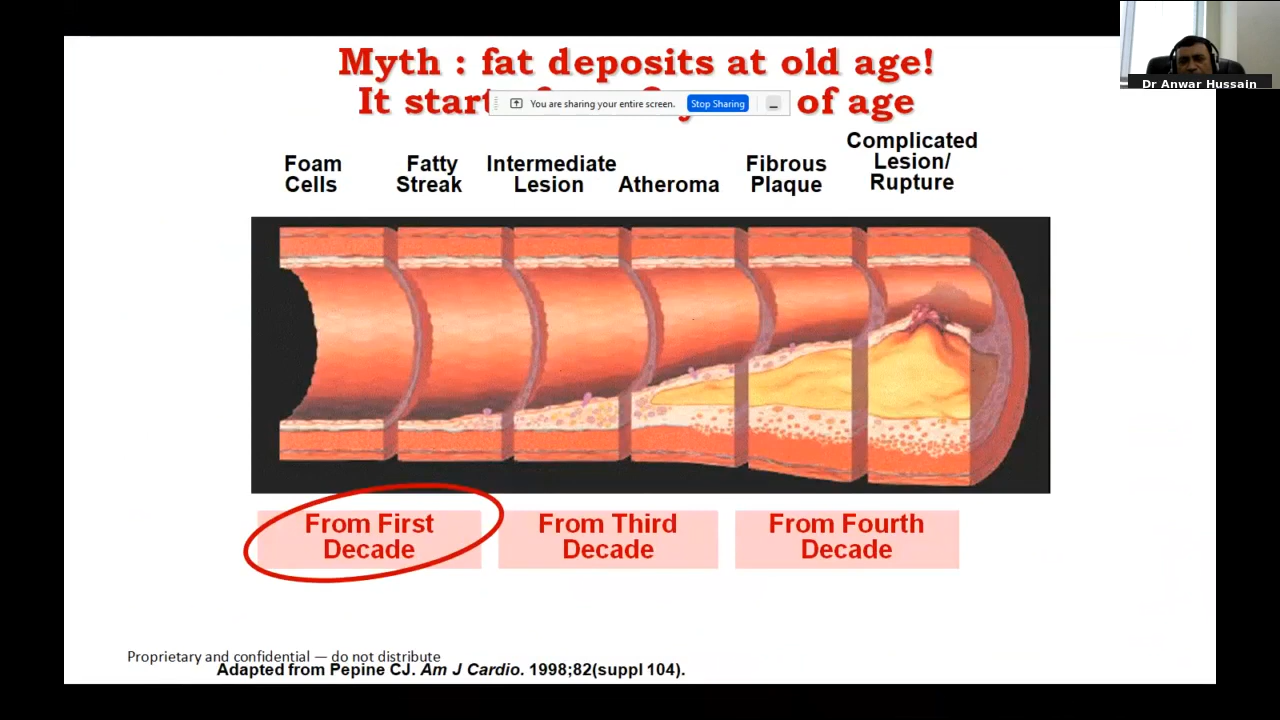 Myth : fat deposits at old age!
It start of age
You are sharing your entire screen. Stop Sharing
Dr Anwar Hussain
Foam
Cells
Fatty
Streak
Intermediate
Lesion
Atheroma
Fibrous
Plaque
Complicated
Lesion/
Rupture
From First
Decade
From Third
Decade
From Fourth
Decade
Proprietary and confidential — do not distribute
Adapted from Pepine CJ. Am J Cardio. 1998;82(suppl 104).